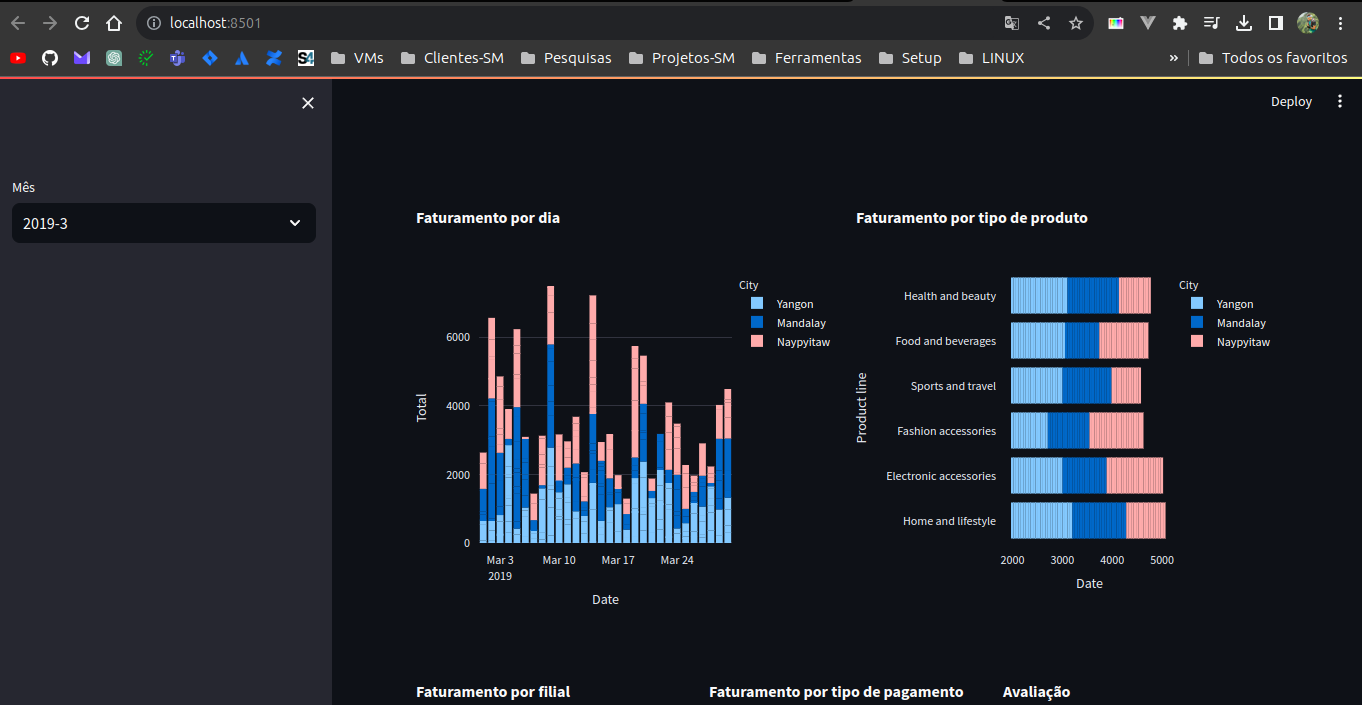 localhost:8501
VMs
Clientes-SM
Pesquisas
Projetos-SM
Ferramentas
Setup
LINUX
»
Todos os favoritos
Deploy
Mês
2019-3
Faturamento por dia
City
Yangon
Mandalay
Naypyitaw
Total
6000
4000
2000
0
Mar 3
2019
Mar 10
Mar 17
Mar 24
Date
Faturamento por tipo de produto
City
Yangon
Mandalay
Naypyitaw
Product line
Health and beauty
Food and beverages
Sports and travel
Fashion accessories
Electronic accessories
Home and lifestyle
2000
3000
4000
5000
Date
Faturamento por filial
Faturamento por tipo de pagamento
Avaliação